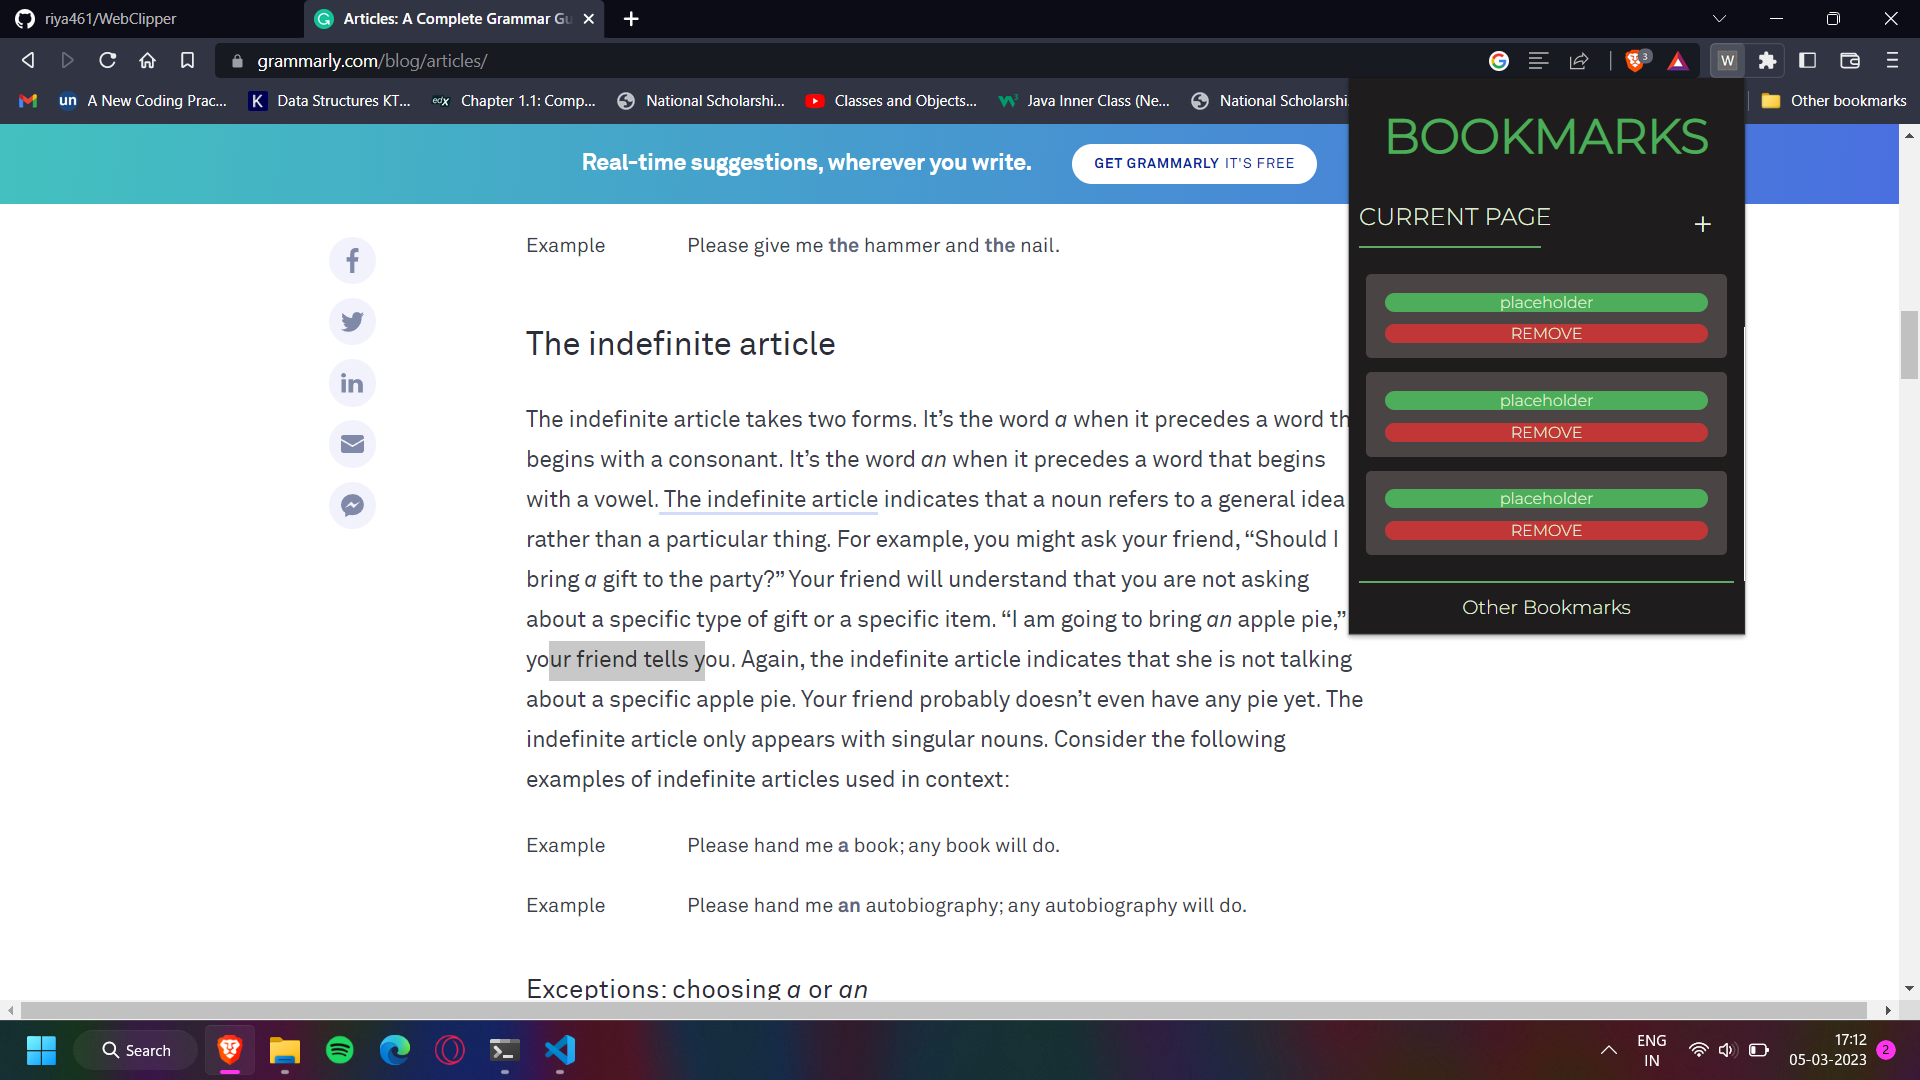 riya461/WebClipper
Articles: A Complete Grammar Gu
grammarly.com/blog/articles/
3
W
un A New Coding Prac...
K Data Structures KT...
edX Chapter 1.1: Comp...
National Scholarshi...
Classes and Objects...
Java Inner Class (Ne...
National Scholarshi
Other bookmarks
Real-time suggestions, wherever you write.
GET GRAMMARLY IT'S FREE
Example Please give me the hammer and the nail.
The indefinite article
The indefinite article takes two forms. It’s the word a when it precedes a word th
begins with a consonant. It’s the word an when it precedes a word that begins
with a vowel. The indefinite article indicates that a noun refers to a general idea
rather than a particular thing. For example, you might ask your friend, “Should I
bring a gift to the party?” Your friend will understand that you are not asking
about a specific type of gift or a specific item. “I am going to bring an apple pie,”
your friend tells you. Again, the indefinite article indicates that she is not talking
about a specific apple pie. Your friend probably doesn’t even have any pie yet. The
indefinite article only appears with singular nouns. Consider the following
examples of indefinite articles used in context:
Example Please hand me a book; any book will do.
Example Please hand me an autobiography; any autobiography will do.
Exceptions: choosing a or an
BOOKMARKS
CURRENT PAGE +
placeholder
REMOVE
placeholder
REMOVE
placeholder
REMOVE
Other Bookmarks
Search
ENG
IN
17:12
05-03-2023
2